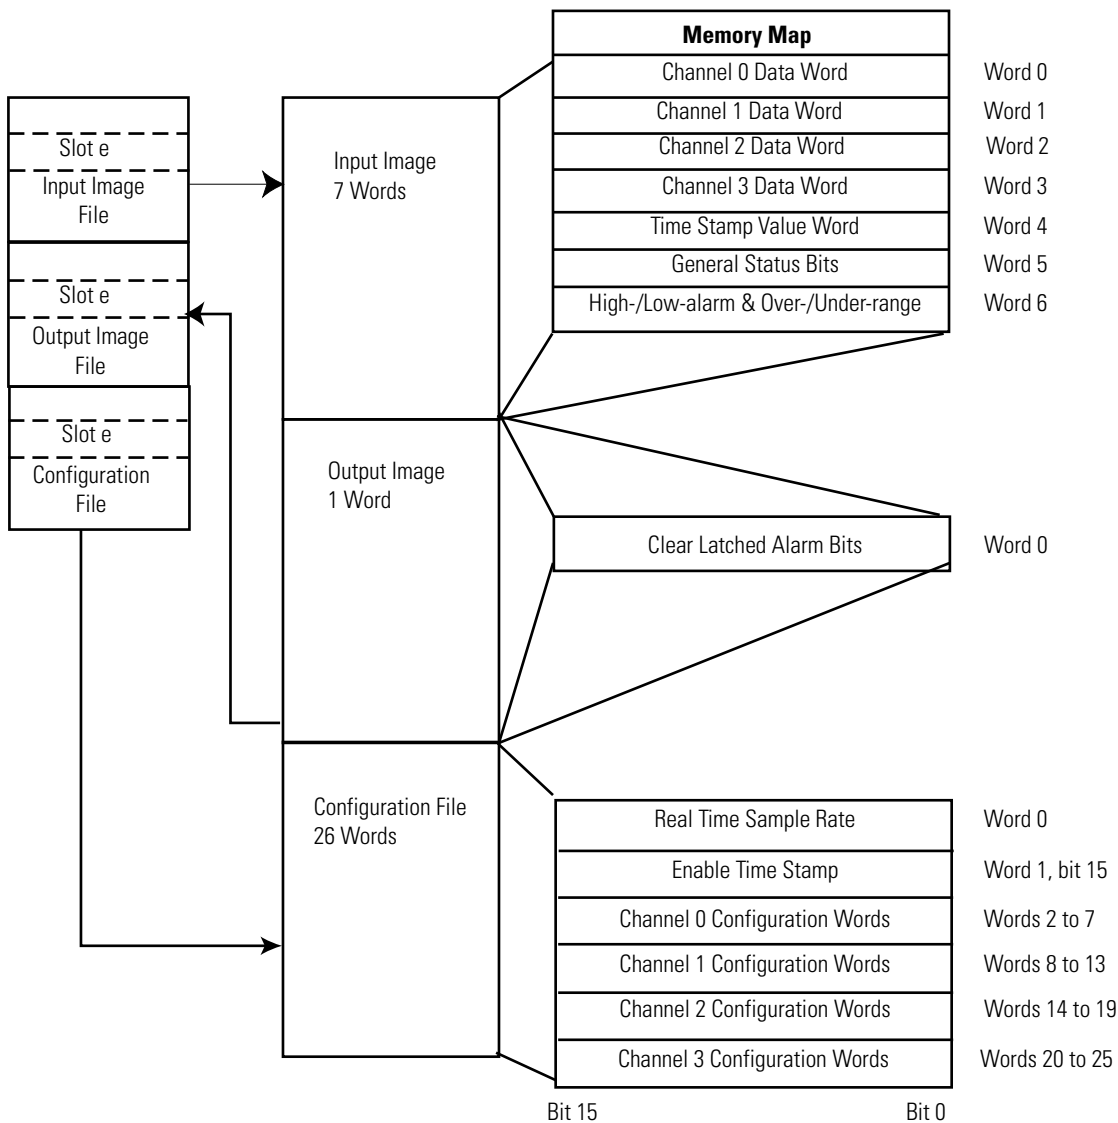 Memory Map
Channel 0 Data Word Word 0
Channel 1 Data Word Word 1
Channel 2 Data Word Word 2
Channel 3 Data Word Word 3
Time Stamp Value Word Word 4
General Status Bits Word 5
High-/Low-alarm & Over-/Under-range Word 6
Slot e
Input Image
File
Slot e
Output Image
File
Slot e
Configuration
File
Input Image
7 Words
Output Image
1 Word
Clear Latched Alarm Bits Word 0
Configuration File
26 Words
Real Time Sample Rate Word 0
Enable Time Stamp Word 1, bit 15
Channel 0 Configuration Words Words 2 to 7
Channel 1 Configuration Words Words 8 to 13
Channel 2 Configuration Words Words 14 to 19
Channel 3 Configuration Words Words 20 to 25
Bit 15 Bit 0